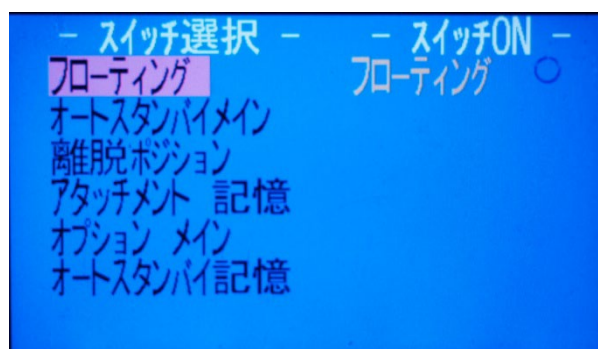 - スイッチ選択 - - スイッチON -
フローティング フローティング ○
オートスタンバイメイン
離脱ポジション
アタッチメント 記憶
オプション メイン
オートスタンバイ記憶